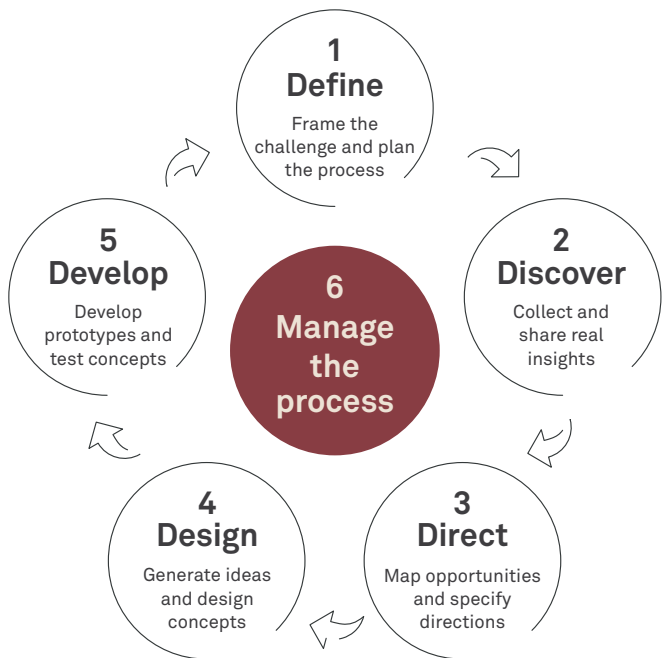 1
Define
Frame the
challenge and plan
the process
2
Discover
Collect and
share real
insights
3
Direct
Map opportunities
and specify
directions
4
Design
Generate ideas
and design
concepts
5
Develop
Develop
prototypes and
test concepts
6
Manage
the
process